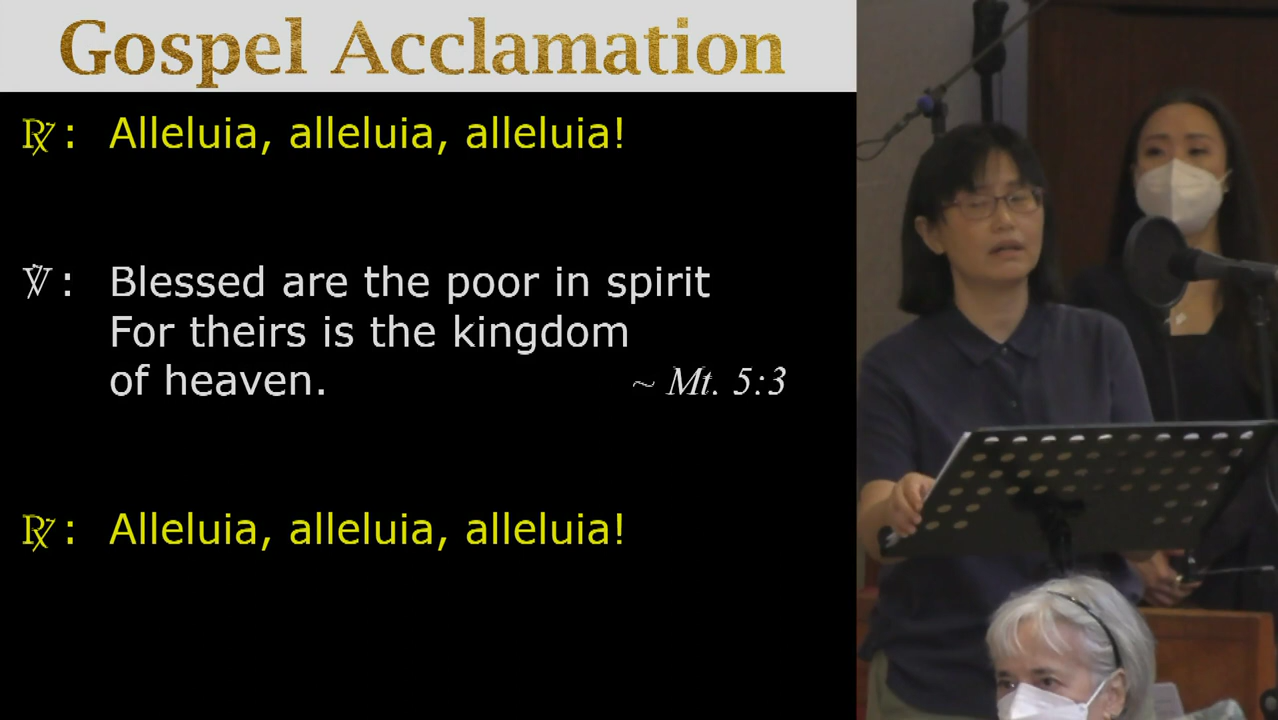 Gospel Acclamation
℟: Alleluia, alleluia, alleluia!
℣: Blessed are the poor in spirit
For theirs is the kingdom
of heaven. ~ Mt. 5:3
℟: Alleluia, alleluia, alleluia!